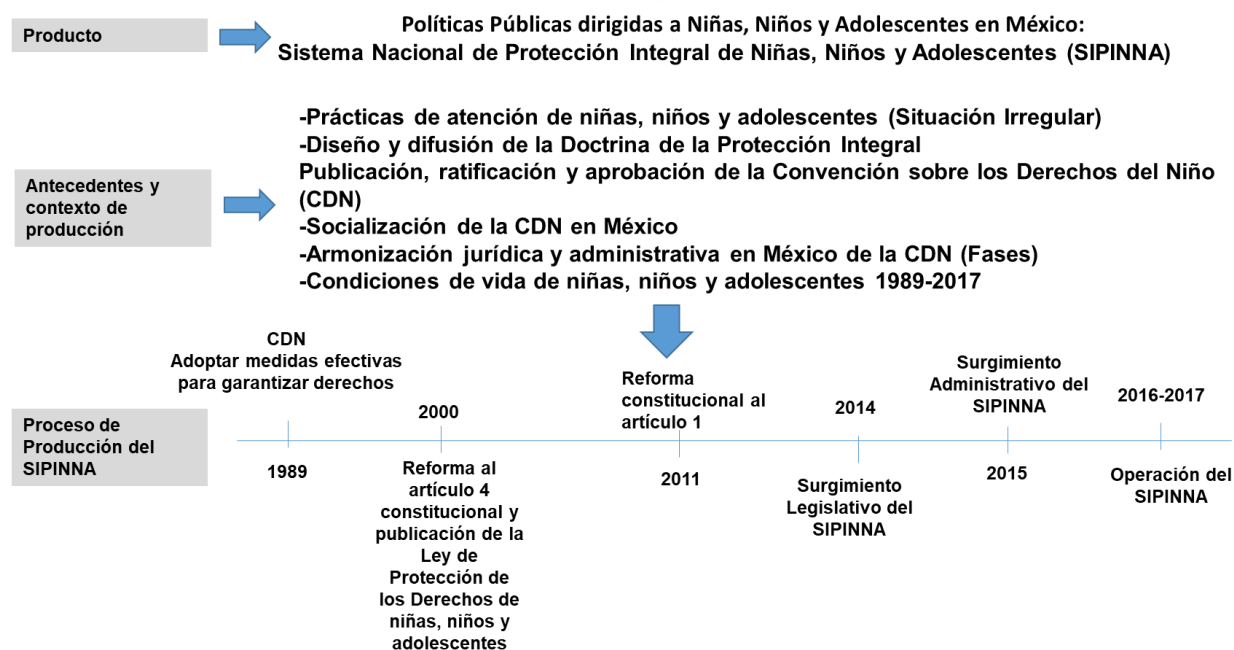 Producto
Políticas Públicas dirigidas a Niñas, Niños y Adolescentes en México:
Sistema Nacional de Protección Integral de Niñas, Niños y Adolescentes (SIPINNA)
Antecedentes y
contexto de
producción
-Prácticas de atención de niñas, niños y adolescentes (Situación Irregular)
-Diseño y difusión de la Doctrina de la Protección Integral
Publicación, ratificación y aprobación de la Convención sobre los Derechos del Niño
(CDN)
-Socialización de la CDN en México
-Armonización jurídica y administrativa en México de la CDN (Fases)
-Condiciones de vida de niñas, niños y adolescentes 1989-2017
Proceso de
Producción del
SIPINNA
CDN
Adoptar medidas efectivas
para garantizar derechos
1989
2000
Reforma al
artículo 4
constitucional y
publicación de la
Ley de
Protección de
los Derechos de
niñas, niños y
adolescentes
Reforma
constitucional al
artículo 1
2011
2014
Surgimiento
Legislativo del
SIPINNA
Surgimiento
Administrativo del
SIPINNA
2015
2016-2017
Operación del
SIPINNA